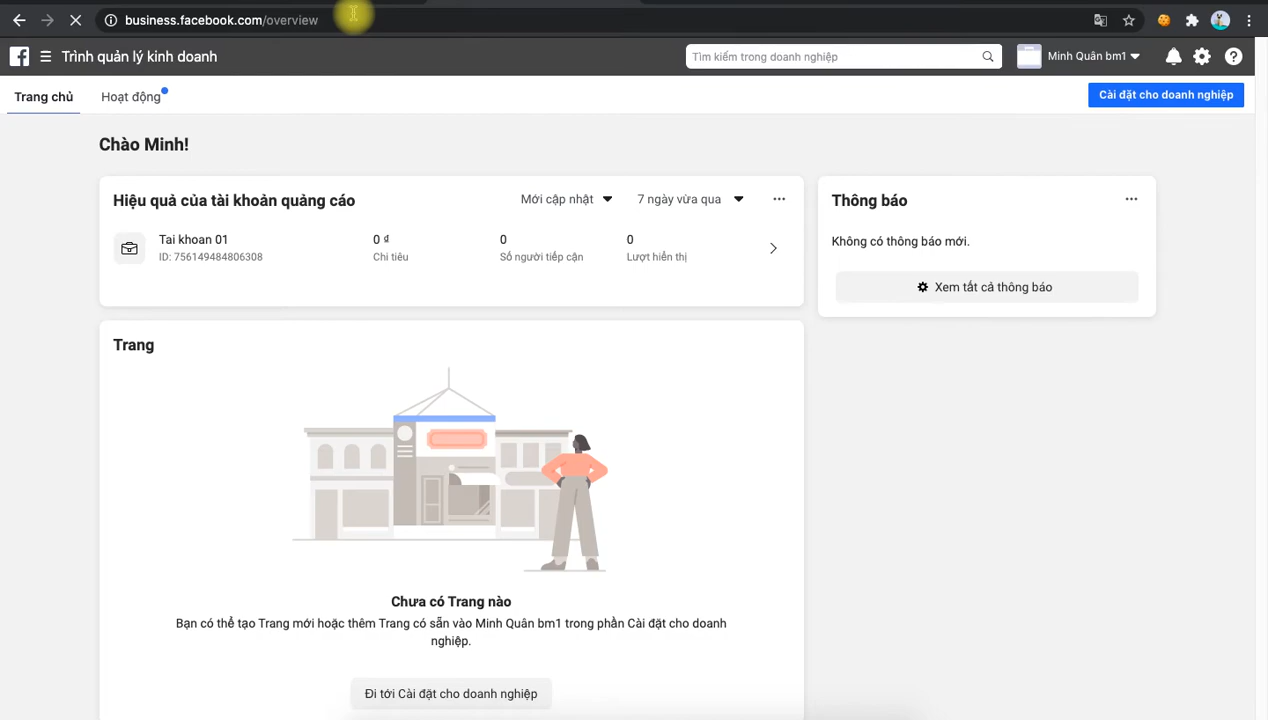 business.facebook.com/overview
Trình quản lý kinh doanh
Tìm kiếm trong doanh nghiệp
Minh Quân bm1
Trang chủ
Hoạt động
Cài đặt cho doanh nghiệp
Chào Minh!
Hiệu quả của tài khoản quảng cáo
Mới cập nhật
7 ngày vừa qua
Tai khoan 01
ID: 756149484806308
0 ₫
Chi tiêu
0
Số người tiếp cận
0
Lượt hiển thị
Thông báo
Không có thông báo mới.
Xem tất cả thông báo
Trang
Chưa có Trang nào
Bạn có thể tạo Trang mới hoặc thêm Trang có sẵn vào Minh Quân bm1 trong phần Cài đặt cho doanh
nghiệp.
Đi tới Cài đặt cho doanh nghiệp